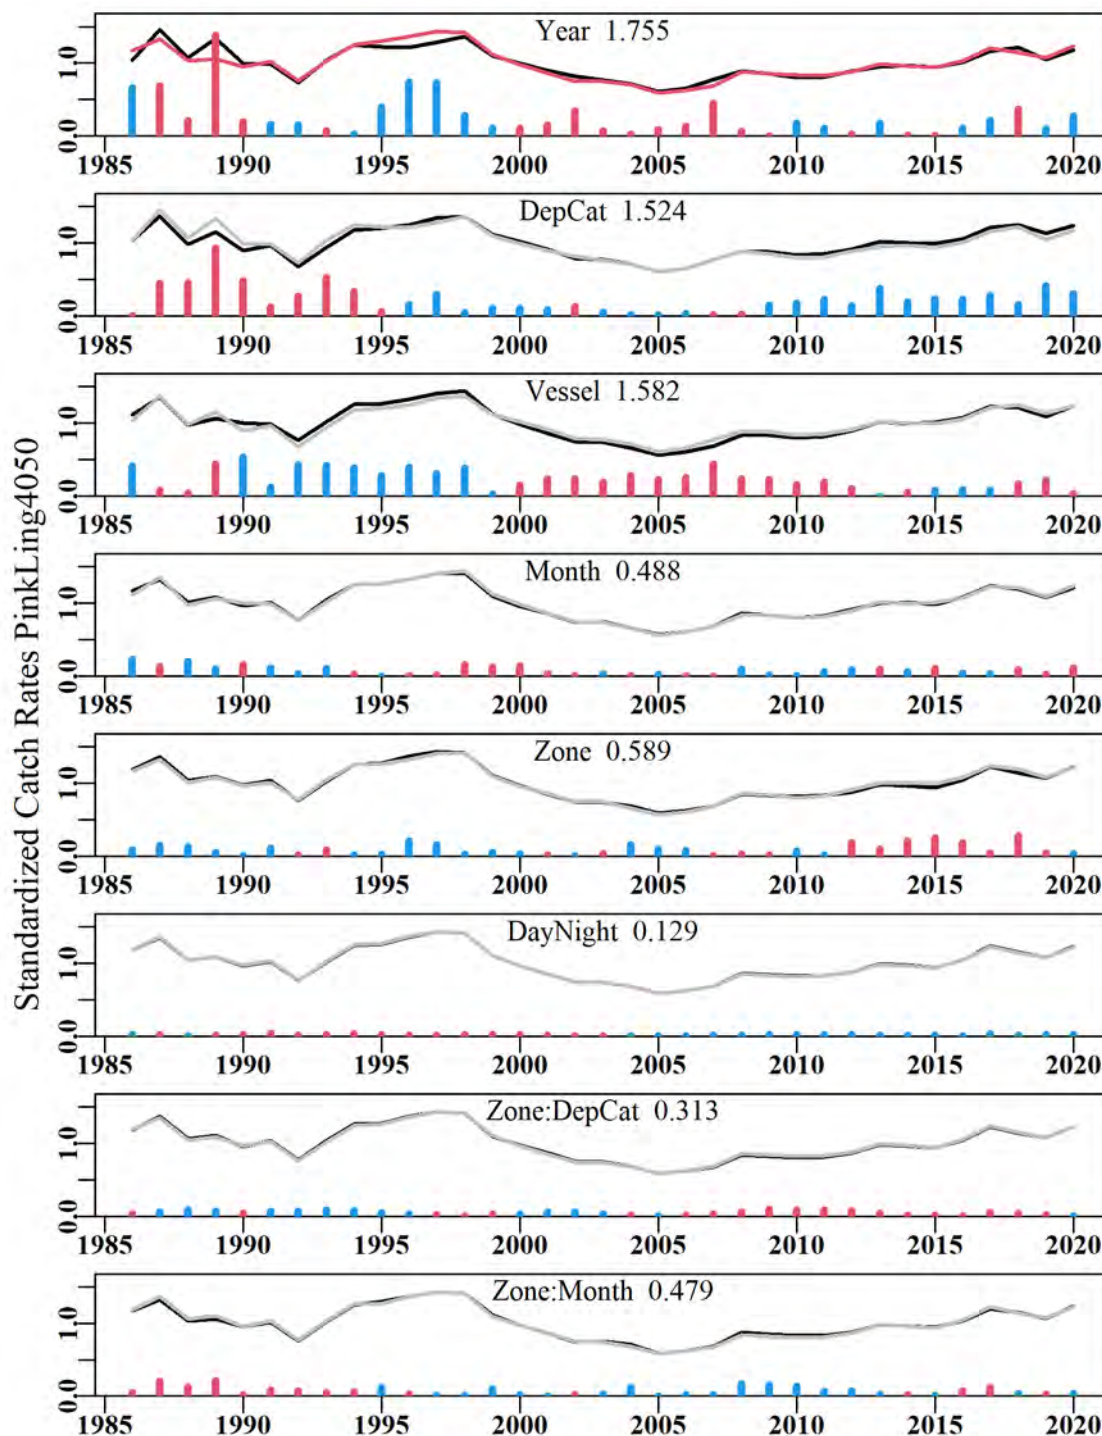 Standardized Catch Rates PinkLing4050
Year 1.755
1.0
0.0
1985 1990 1995 2000 2005 2010 2015 2020
DepCat 1.524
1.0
0.0
1985 1990 1995 2000 2005 2010 2015 2020
Vessel 1.582
1.0
0.0
1985 1990 1995 2000 2005 2010 2015 2020
Month 0.488
1.0
0.0
1985 1990 1995 2000 2005 2010 2015 2020
Zone 0.589
1.0
0.0
1985 1990 1995 2000 2005 2010 2015 2020
DayNight 0.129
1.0
0.0
1985 1990 1995 2000 2005 2010 2015 2020
Zone:DepCat 0.313
1.0
0.0
1985 1990 1995 2000 2005 2010 2015 2020
Zone:Month 0.479
1.0
0.0
1985 1990 1995 2000 2005 2010 2015 2020